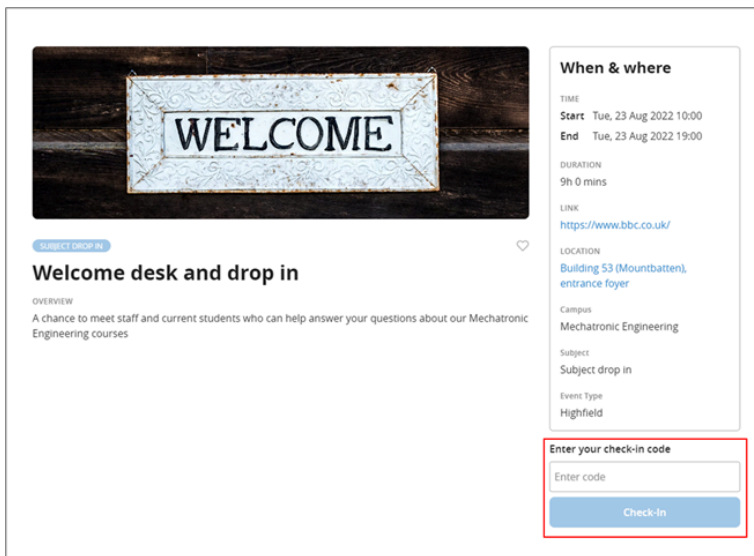 WELCOME
SUBJECT DROP IN
Welcome desk and drop in
OVERVIEW
A chance to meet staff and current students who can help answer your questions about our Mechatronic
Engineering courses
When & where
TIME
Start Tue, 23 Aug 2022 10:00
End Tue, 23 Aug 2022 19:00
DURATION
9h 0 mins
LINK
https://www.bbc.co.uk/
LOCATION
Building 53 (Mountbatten),
entrance foyer
Campus
Mechatronic Engineering
Subject
Subject drop in
Event Type
Highfield
Enter your check-in code
Enter code
Check-In